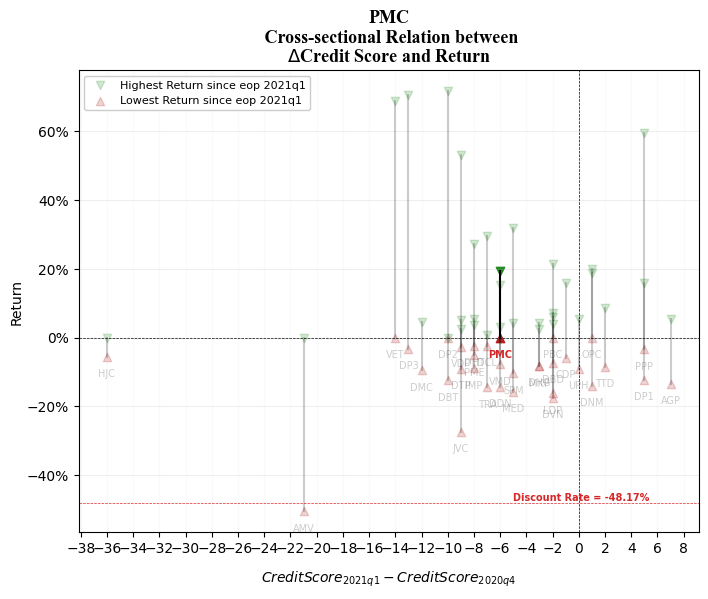 PMC
Cross-sectional Relation between
ΔCredit Score and Return
Highest Return since eop 2021q1
Lowest Return since eop 2021q1
Return
60%
40%
20%
0%
−20%
−40%
HJC
AMV
VET
DP3
DMC
DP2
DBT
JVC
PMC
MED
PBC
DVN
OPC
DNM
TTD
PPP
DP1
AGP
Discount Rate = -48.17%
−38 −36 −34 −32 −30 −28 −26 −24 −22 −20 −18 −16 −14 −12 −10 −8 −6 −4 −2 0 2 4 6 8
CreditScore2021q1 − CreditScore2020q4